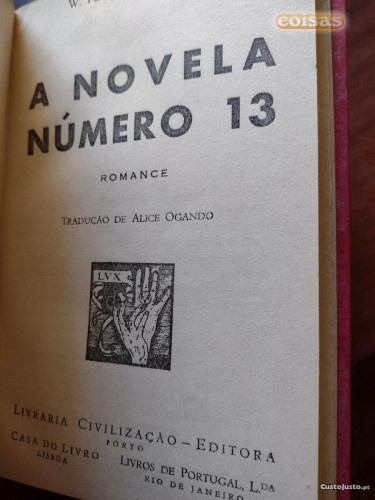 coisas
W.
A NOVELA
NÚMERO 13
ROMANCE
TRADUÇÃO DE ALICE OGANDO
LVX
LIVRARIA CIVILIZAÇÃO – EDITORA
PORTO
CASA DO LIVRO
LISBOA
LIVROS DE PORTUGAL, L.DA
RIO DE JANEIRO
CustoJusto.pt